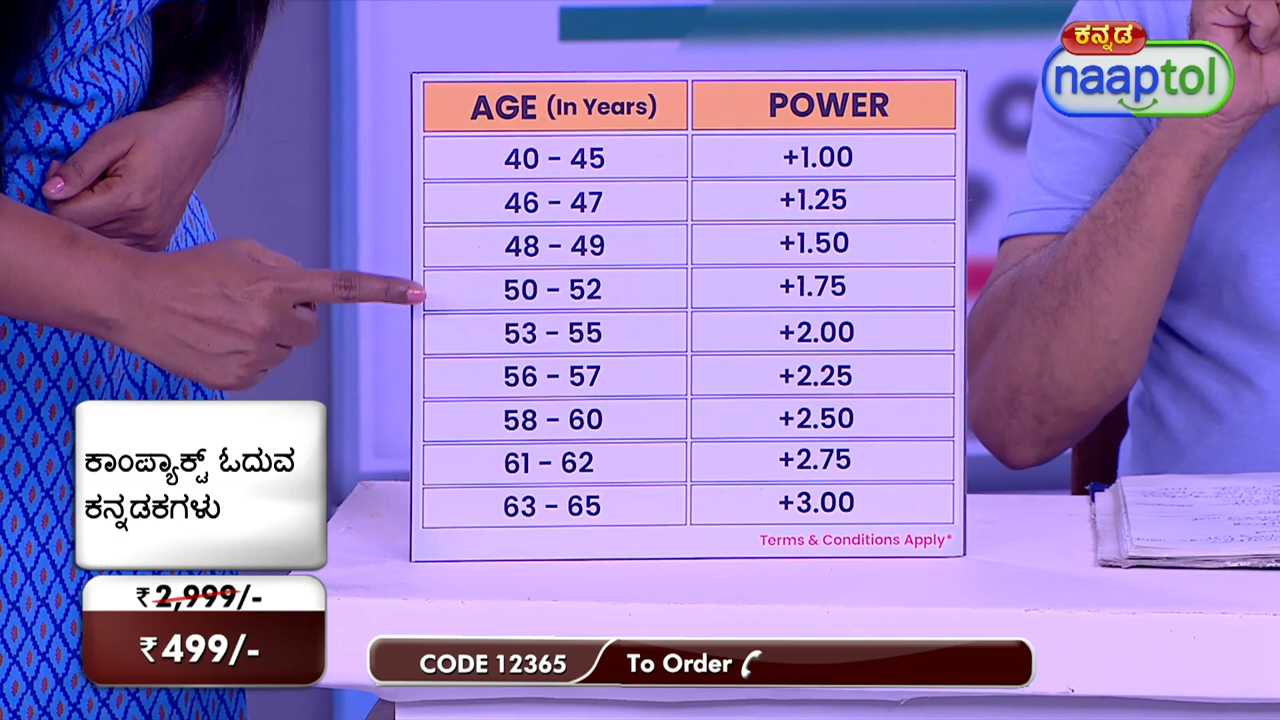 ಕನ್ನಡ
naaptol
AGE (In Years) POWER
40 - 45 +1.00
46 - 47 +1.25
48 - 49 +1.50
50 - 52 +1.75
53 - 55 +2.00
56 - 57 +2.25
58 - 60 +2.50
61 - 62 +2.75
63 - 65 +3.00
Terms & Conditions Apply*
ಕಾಂಪ್ಯಾಕ್ಟ್ ಓದುವ
ಕನ್ನಡಕಗಳು
₹2,999/-
₹499/-
CODE 12365 To Order